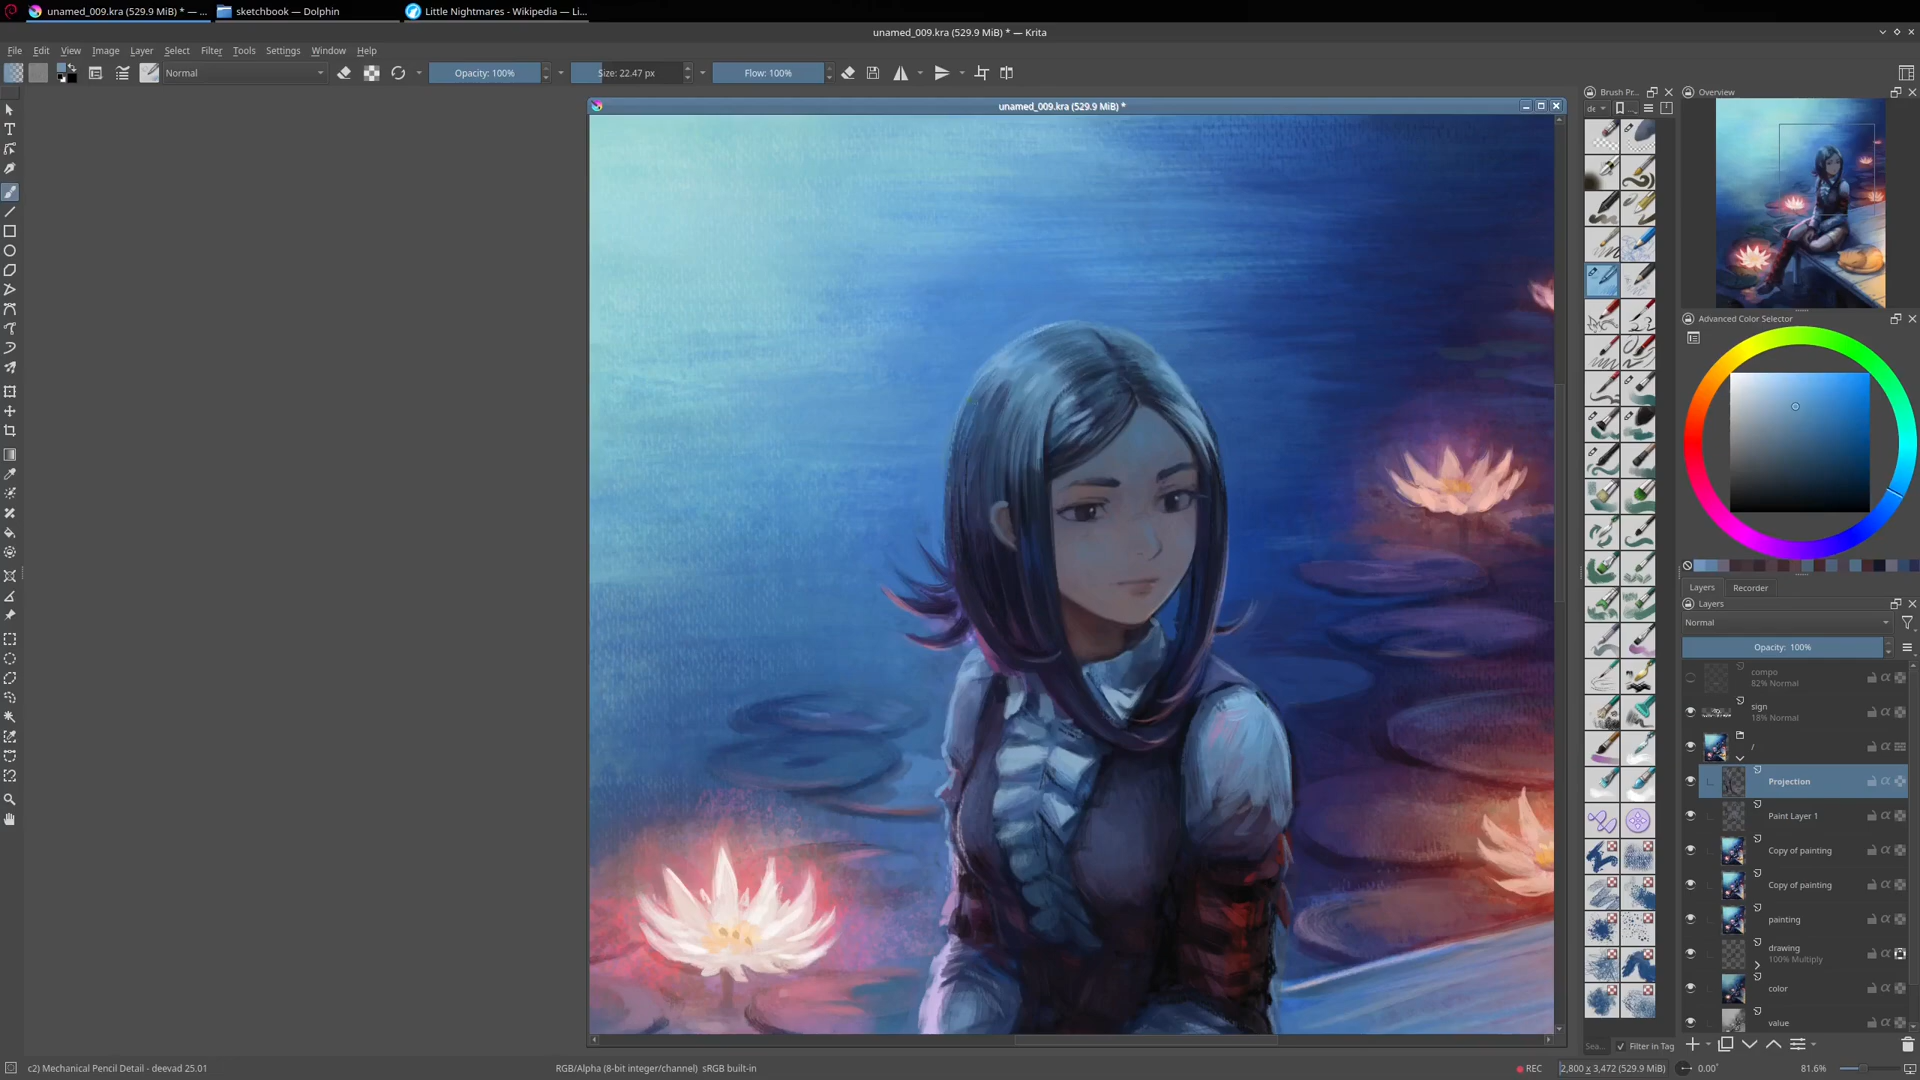 unamed_009.kra (529.9 MiB) * — ...
sketchbook — Dolphin
Little Nightmares - Wikipedia — Li...
unamed_009.kra (529.9 MiB) * — Krita
File Edit View Image Layer Select Filter Tools Settings Window Help
Normal
Opacity: 100%
Size: 22.47 px
Flow: 100%
unamed_009.kra (529.9 MiB) *
Brush Pr...
de
Overview
Advanced Color Selector
Layers
Recorder
Layers
Normal
Opacity: 100%
compo
82% Normal
sign
18% Normal
/
Projection
Paint Layer 1
Copy of painting
Copy of painting
painting
drawing
100% Multiply
color
value
Sea...
Filter in Tag
c2) Mechanical Pencil Detail - deevad 25.01
RGB/Alpha (8-bit integer/channel) sRGB built-in
REC
2,800 x 3,472 (529.9 MiB)
0.00°
81.6%